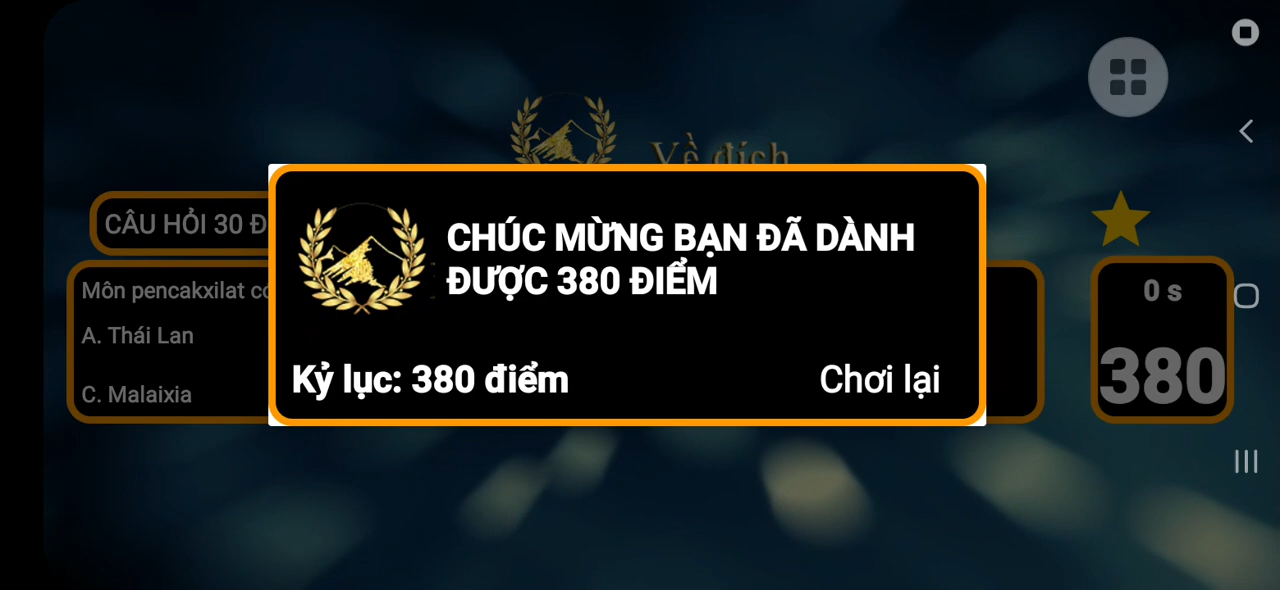 Về đích
CÂU HỎI 30 Đ
Môn pencakxilat
A. Thái Lan
C. Malaixia
0 s
380
CHÚC MỪNG BẠN ĐÃ DÀNH
ĐƯỢC 380 ĐIỂM
Kỷ lục: 380 điểm
Chơi lại